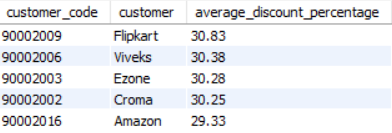 customer_code customer average_discount_percentage
90002009 Flipkart 30.83
90002006 Viveks 30.38
90002003 Ezone 30.28
90002002 Croma 30.25
90002016 Amazon 29.33